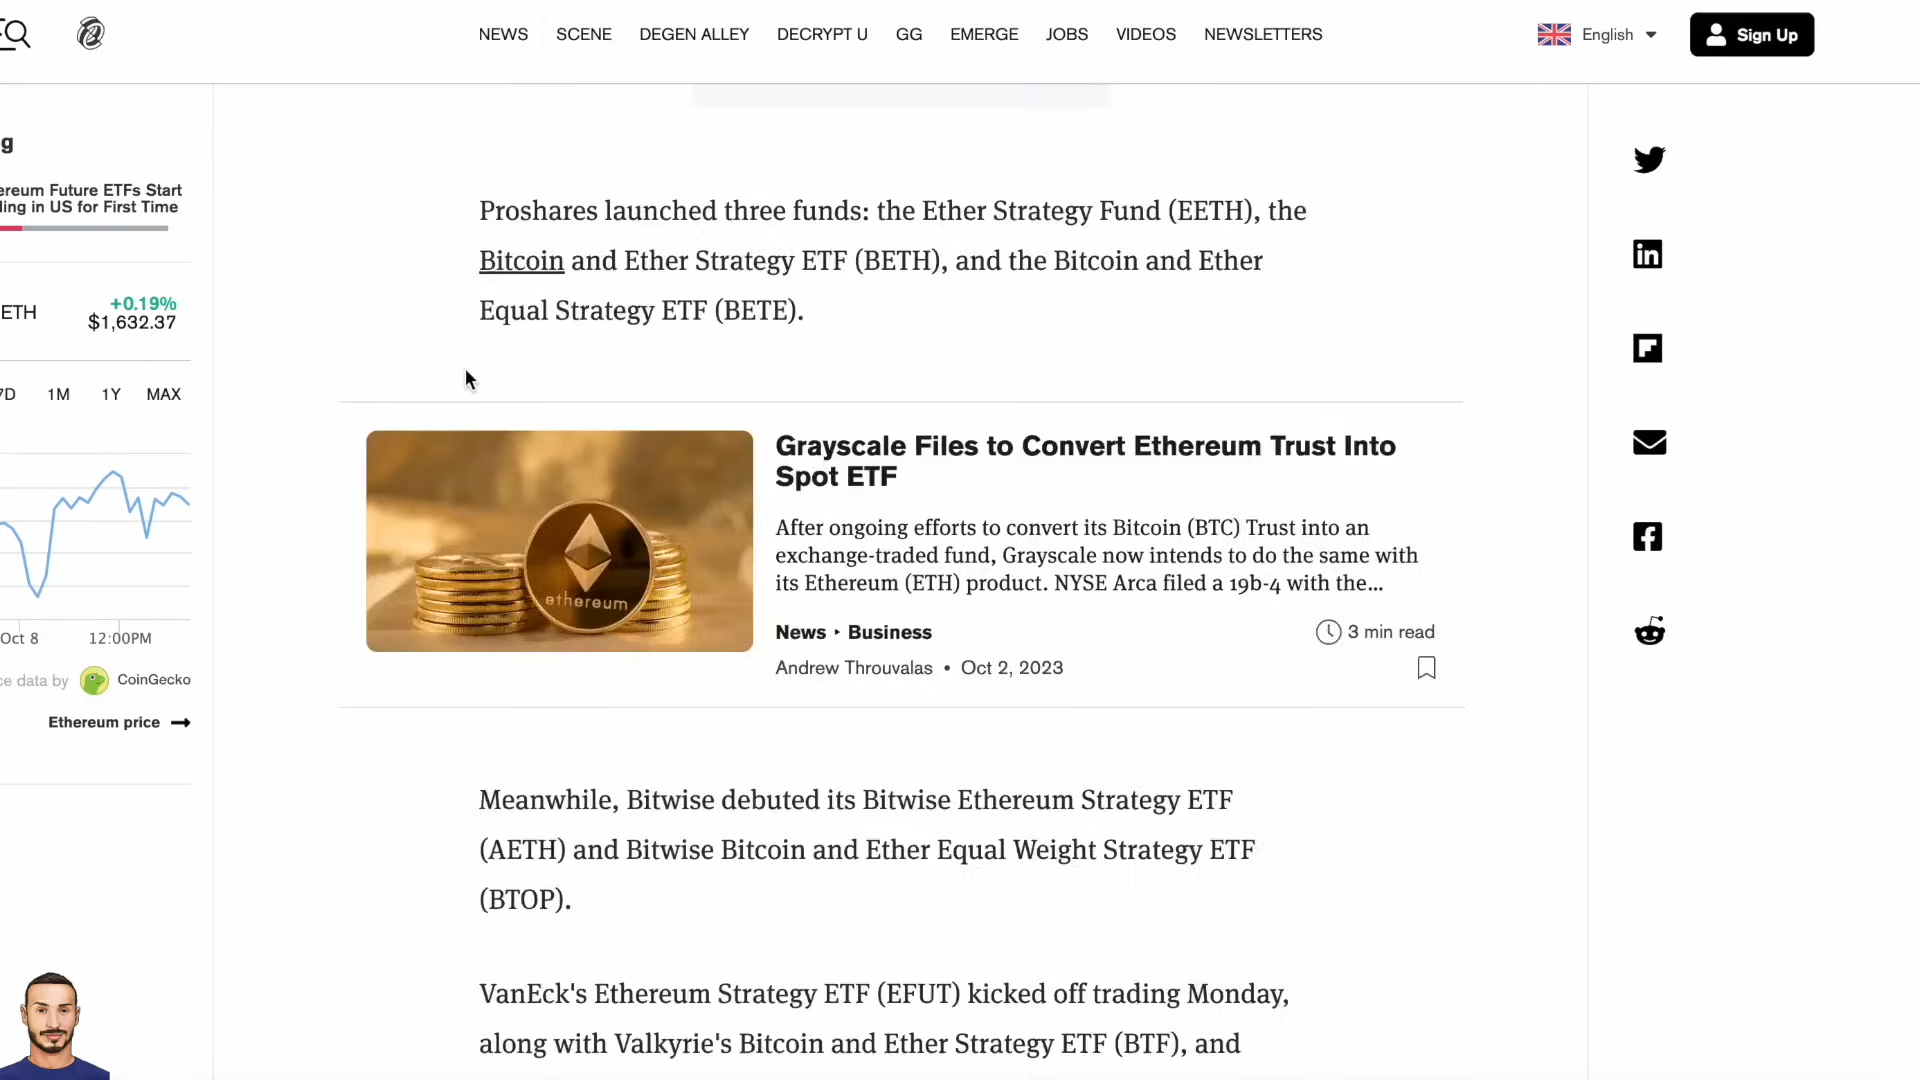 NEWS SCENE DEGEN ALLEY DECRYPT U GG EMERGE JOBS VIDEOS NEWSLETTERS English Sign Up
g
ereum Future ETFs Start
ding in US for First Time
ETH +0.19%
$1,632.37
7D 1M 1Y MAX
Oct 8 12:00PM
ce data by CoinGecko
Ethereum price
Proshares launched three funds: the Ether Strategy Fund (EETH), the
Bitcoin and Ether Strategy ETF (BETH), and the Bitcoin and Ether
Equal Strategy ETF (BETE).
ethereum
Grayscale Files to Convert Ethereum Trust Into
Spot ETF
After ongoing efforts to convert its Bitcoin (BTC) Trust into an
exchange-traded fund, Grayscale now intends to do the same with
its Ethereum (ETH) product. NYSE Arca filed a 19b-4 with the...
News ‣ Business 3 min read
Andrew Throuvalas • Oct 2, 2023
Meanwhile, Bitwise debuted its Bitwise Ethereum Strategy ETF
(AETH) and Bitwise Bitcoin and Ether Equal Weight Strategy ETF
(BTOP).
VanEck's Ethereum Strategy ETF (EFUT) kicked off trading Monday,
along with Valkyrie's Bitcoin and Ether Strategy ETF (BTF), and